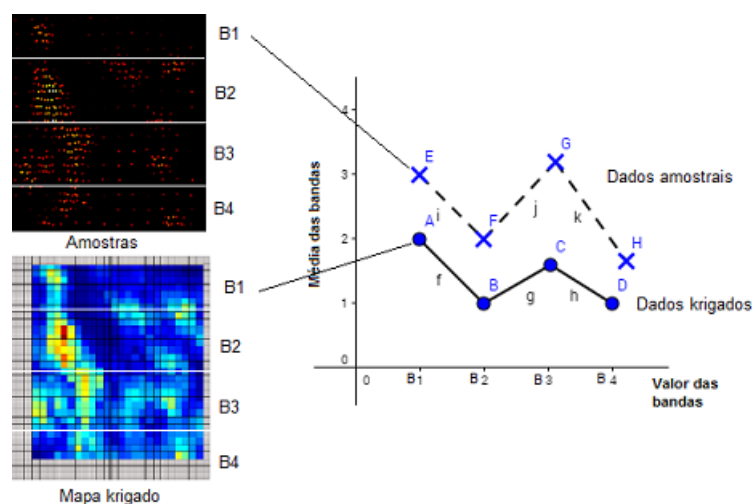 B1
B2
B3
B4
Amostras
B1
B2
B3
B4
Mapa krigado
Média das bandas
4
3
2
1
0
E
i
F
j
G
k
H
Dados amostrais
A
f
B
g
C
h
D
Dados krigados
0
B1
B2
B3
B4
Valor das
bandas